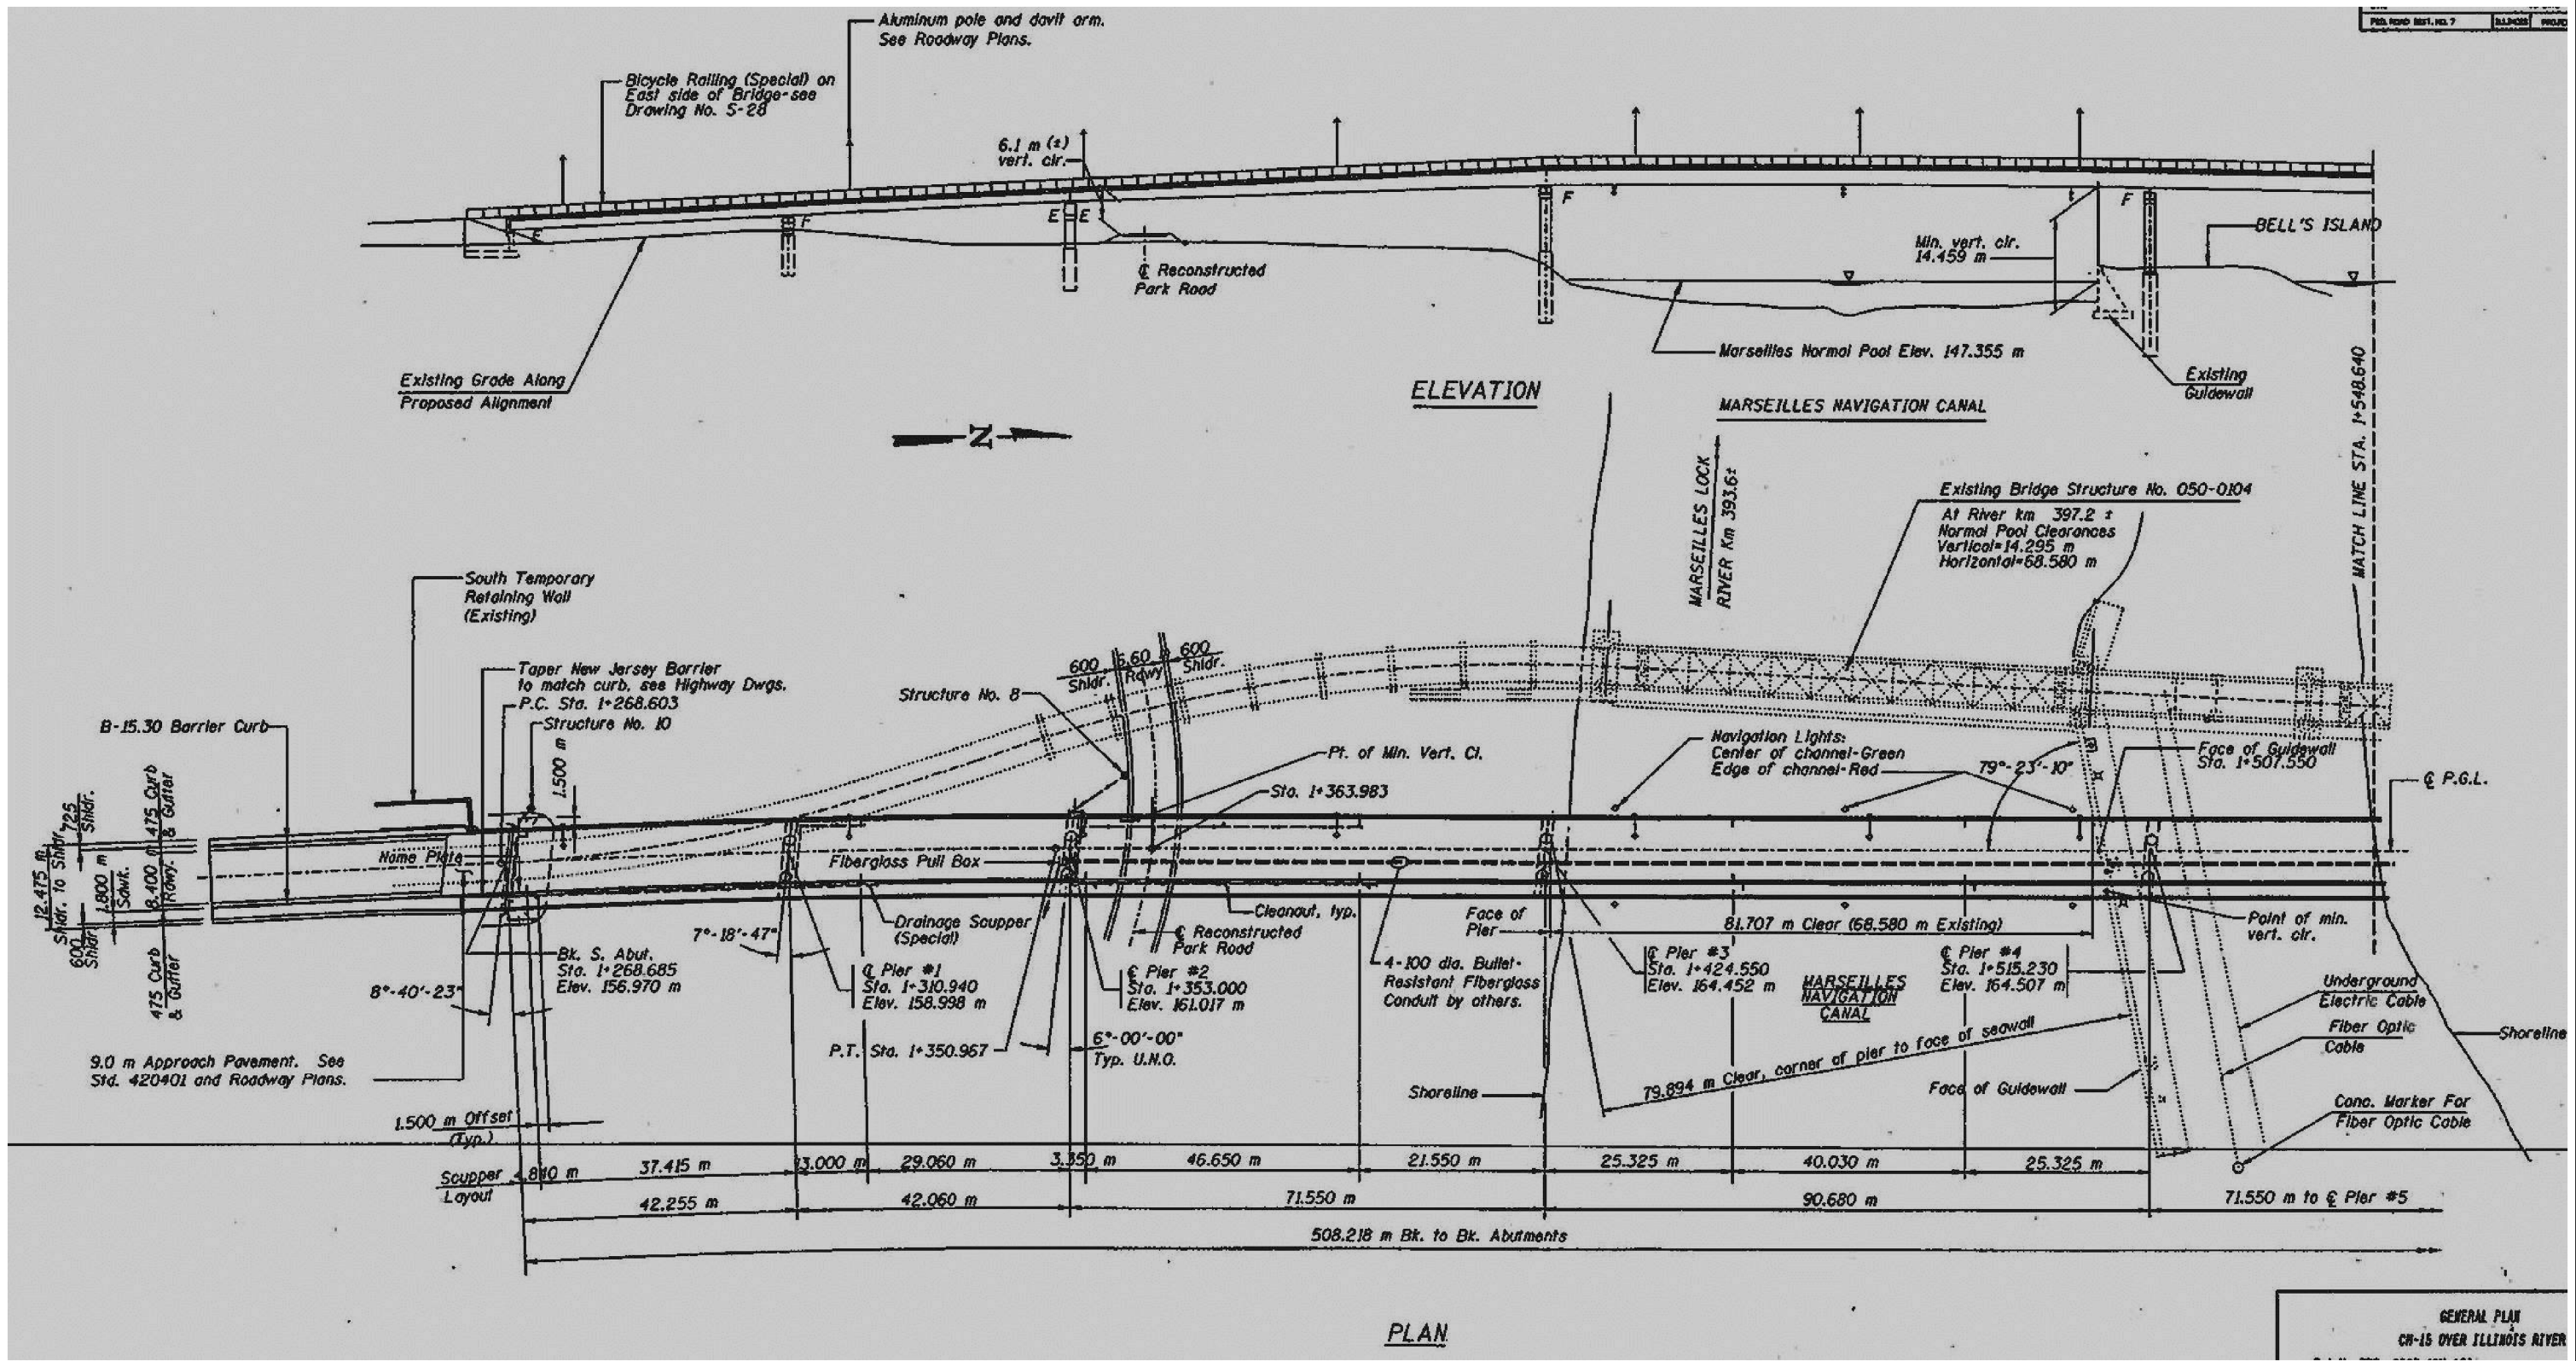 FED. ROAD DIST. NO. 7
ILLINOIS
Aluminum pole and davit arm.
See Roadway Plans.
Bicycle Railing (Special) on
East side of Bridge-see
Drawing No. S-28
6.1 m (±)
vert. clr.
F
F
E E
F
F
BELL'S ISLAND
Min. vert. clr.
14.459 m
℄ Reconstructed
Park Road
Marseilles Normal Pool Elev. 147.355 m
Existing Grade Along
Proposed Alignment
Existing
Guidewall
ELEVATION
MARSEILLES NAVIGATION CANAL
MATCH LINE STA. 1+548.640
N
MARSEILLES LOCK
RIVER Km 393.6±
Existing Bridge Structure No. 050-0104
At River km 397.2 ±
Normal Pool Clearances
Vertical=14.295 m
Horizontal=68.580 m
South Temporary
Retaining Wall
(Existing)
Taper New Jersey Barrier
to match curb, see Highway Dwgs.
P.C. Sta. 1+268.603
Structure No. 10
B-15.30 Barrier Curb
1.500 m
Structure No. 8
600
Shldr.
6.60
Rdwy
600
Shldr.
Pt. of Min. Vert. Cl.
Sta. 1+363.983
Navigation Lights:
Center of channel-Green
Edge of channel-Red
79°-23'-10"
Face of Guidewall
Sta. 1+507.550
℄ P.G.L.
12.475 m
Shldr. to Shldr.
725
Shldr.
475 Curb
& Gutter
1.800 m
Sdwk.
8.400 m
Rdwy.
600
Shldr.
475 Curb
& Gutter
Name Plate
Fiberglass Pull Box
Drainage Scupper
(Special)
Cleanout, typ.
℄ Reconstructed
Park Road
Face of
Pier
81.707 m Clear (68.580 m Existing)
Point of min.
vert. clr.
7°-18'-47"
8°-40'-23"
Bk. S. Abut.
Sta. 1+268.685
Elev. 156.970 m
℄ Pier #1
Sta. 1+310.940
Elev. 158.998 m
℄ Pier #2
Sta. 1+353.000
Elev. 161.017 m
4-100 dia. Bullet-
Resistant Fiberglass
Conduit by others.
℄ Pier #3
Sta. 1+424.550
Elev. 164.452 m
MARSEILLES
NAVIGATION
CANAL
℄ Pier #4
Sta. 1+515.230
Elev. 164.507 m
Underground
Electric Cable
Fiber Optic
Cable
Shoreline
P.T. Sta. 1+350.967
6°-00'-00"
Typ. U.N.O.
9.0 m Approach Pavement. See
Std. 420401 and Roadway Plans.
79.894 m Clear, corner of pier to face of seawall
Shoreline
Face of Guidewall
Conc. Marker For
Fiber Optic Cable
1.500 m Offset
(Typ.)
Scupper
Layout
4.840 m
37.415 m
13.000 m
29.060 m
3.350 m
46.650 m
21.550 m
25.325 m
40.030 m
25.325 m
42.255 m
42.060 m
71.550 m
90.680 m
71.550 m to ℄ Pier #5
508.218 m Bk. to Bk. Abutments
PLAN
GENERAL PLAN
CH-15 OVER ILLINOIS RIVER